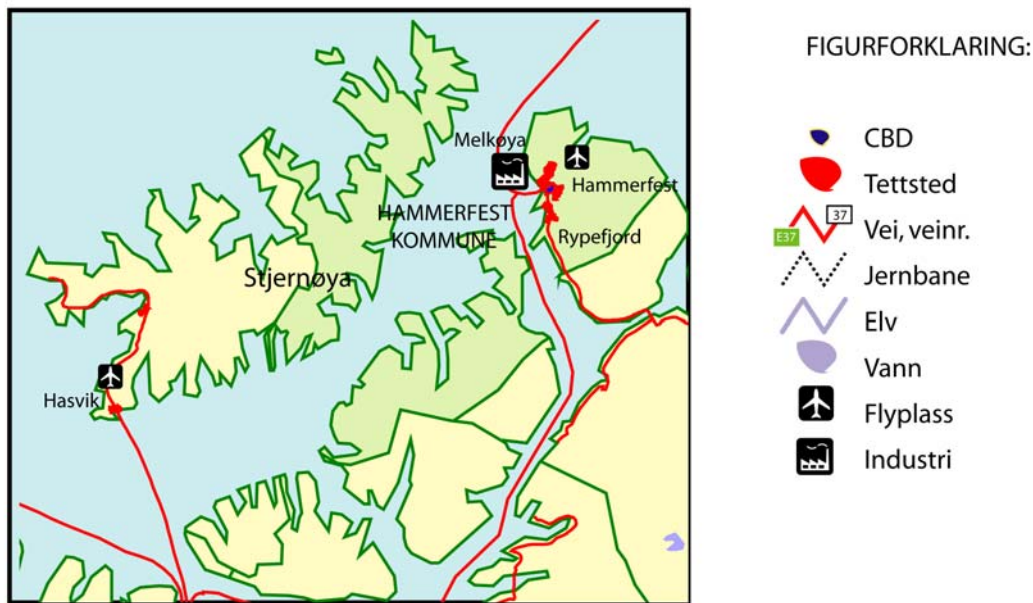 FIGURFORKLARING:
Melkøya
Hammerfest
HAMMERFEST
KOMMUNE
Rypefjord
Stjernøya
Hasvik
CBD
Tettsted
E37
37
Vei, veinr.
Jernbane
Elv
Vann
Flyplass
Industri